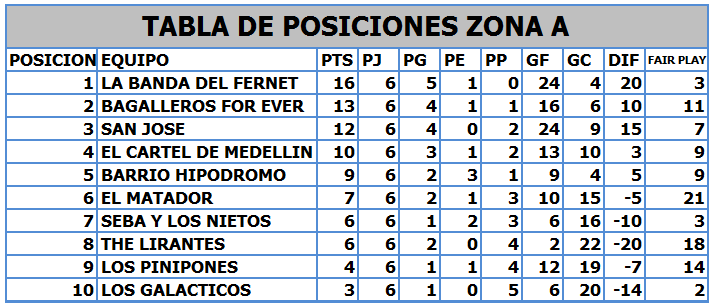 TABLA DE POSICIONES ZONA A
POSICION EQUIPO PTS PJ PG PE PP GF GC DIF FAIR PLAY
1 LA BANDA DEL FERNET 16 6 5 1 0 24 4 20 3
2 BAGALLEROS FOR EVER 13 6 4 1 1 16 6 10 11
3 SAN JOSE 12 6 4 0 2 24 9 15 7
4 EL CARTEL DE MEDELLIN 10 6 3 1 2 13 10 3 9
5 BARRIO HIPODROMO 9 6 2 3 1 9 4 5 9
6 EL MATADOR 7 6 2 1 3 10 15 -5 21
7 SEBA Y LOS NIETOS 6 6 1 2 3 6 16 -10 3
8 THE LIRANTES 6 6 2 0 4 2 22 -20 18
9 LOS PINIPONES 4 6 1 1 4 12 19 -7 14
10 LOS GALACTICOS 3 6 1 0 5 6 20 -14 2